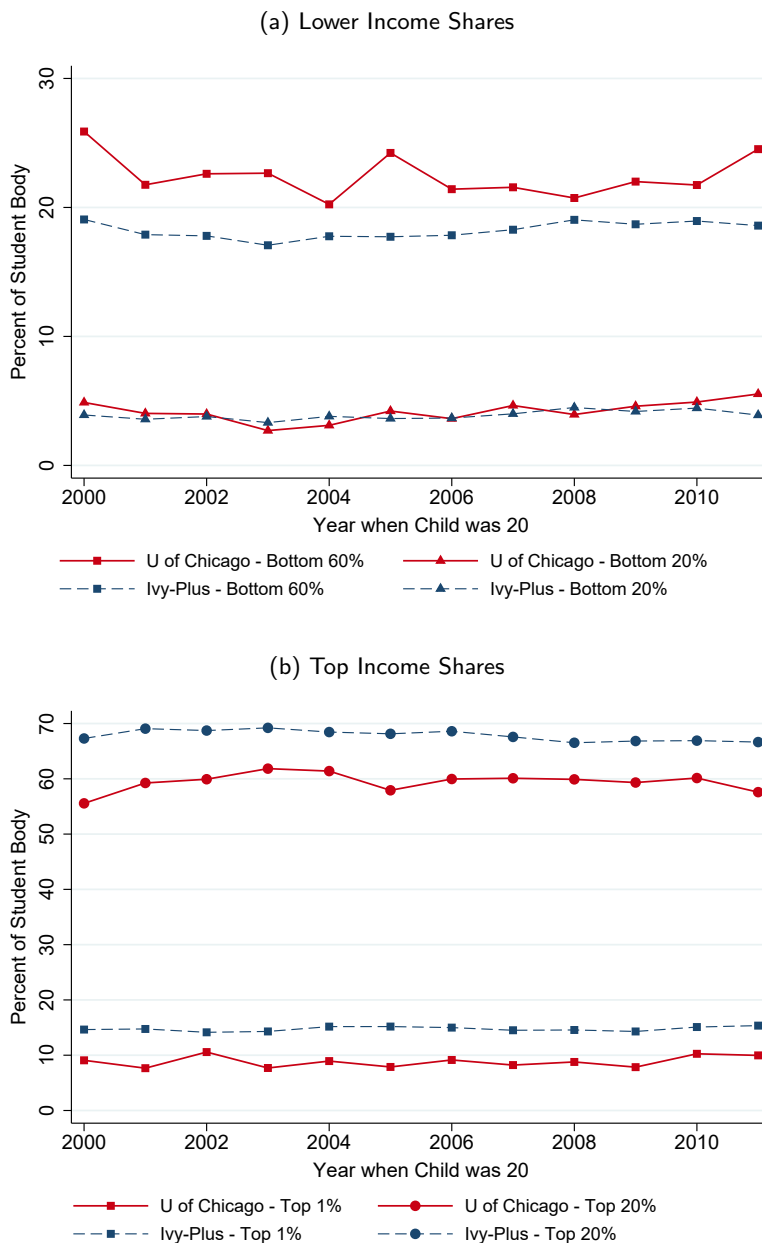 (a) Lower Income Shares
30
20
10
0
Percent of Student Body
2000 2002 2004 2006 2008 2010
Year when Child was 20
U of Chicago - Bottom 60% U of Chicago - Bottom 20%
Ivy-Plus - Bottom 60% Ivy-Plus - Bottom 20%
(b) Top Income Shares
70
60
50
40
30
20
10
0
Percent of Student Body
2000 2002 2004 2006 2008 2010
Year when Child was 20
U of Chicago - Top 1% U of Chicago - Top 20%
Ivy-Plus - Top 1% Ivy-Plus - Top 20%